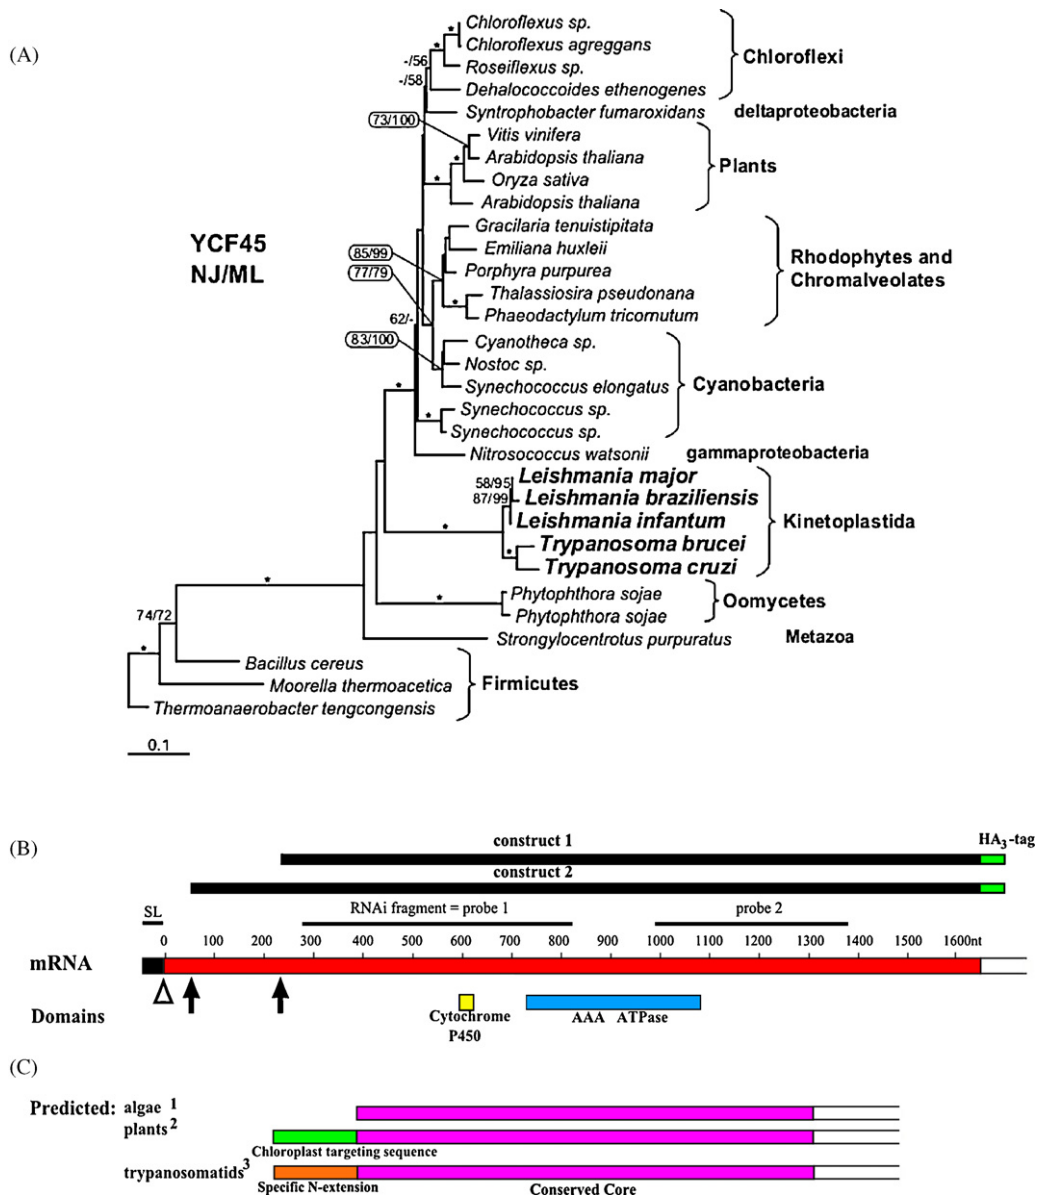 (A)
Chloroflexus sp.
Chloroflexus agreggans
Roseiflexus sp.
Dehalococcoides ethenogenes
Chloroflexi
-/56
-/58
Syntrophobacter fumaroxidans
deltaproteobacteria
73/100
Vitis vinifera
Arabidopsis thaliana
Oryza sativa
Arabidopsis thaliana
Plants
YCF45
NJ/ML
Gracilaria tenuistipitata
Emiliana huxleii
Porphyra purpurea
Thalassiosira pseudonana
Phaeodactylum tricornutum
Rhodophytes and
Chromalveolates
85/99
77/79
62/-
83/100
Cyanotheca sp.
Nostoc sp.
Synechococcus elongatus
Synechococcus sp.
Synechococcus sp.
Cyanobacteria
Nitrosococcus watsonii
gammaproteobacteria
58/95
87/99
Leishmania major
Leishmania braziliensis
Leishmania infantum
Trypanosoma brucei
Trypanosoma cruzi
Kinetoplastida
Phytophthora sojae
Phytophthora sojae
Oomycetes
Strongylocentrotus purpuratus
Metazoa
74/72
Bacillus cereus
Moorella thermoacetica
Thermoanaerobacter tengcongensis
Firmicutes
* * * * * * * * * * *
0.1
(B)
construct 1
HA3-tag
construct 2
SL
RNAi fragment = probe 1
probe 2
0 100 200 300 400 500 600 700 800 900 1000 1100 1200 1300 1400 1500 1600nt
mRNA
Domains
Cytochrome
P450
AAA ATPase
(C)
Predicted:
algae 1
plants 2
Chloroplast targeting sequence
trypanosomatids 3
Specific N-extension
Conserved Core